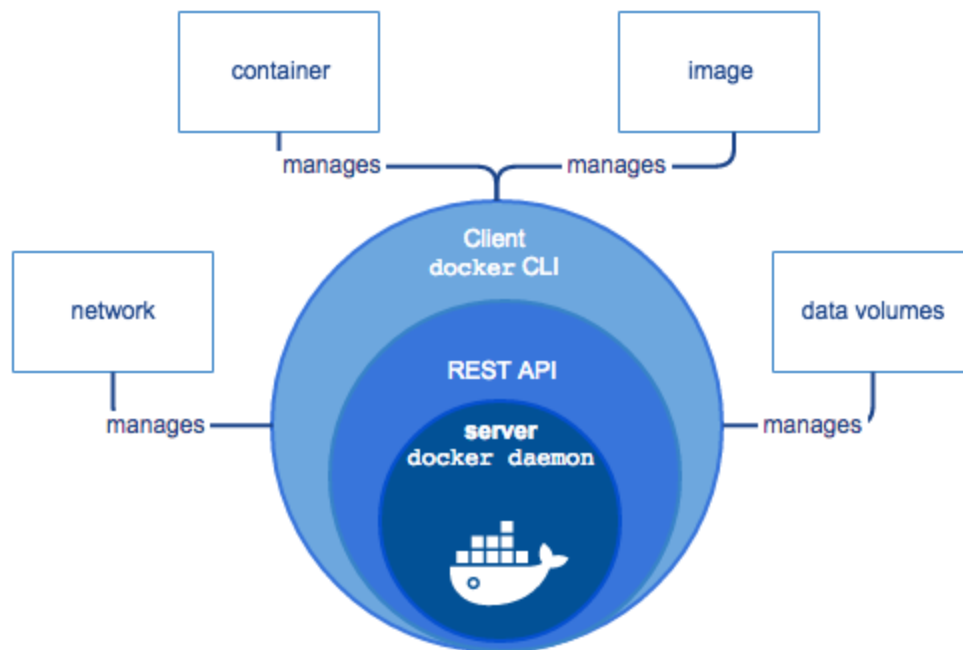 container
image
manages
manages
Client
docker CLI
network
data volumes
REST API
manages
manages
server
docker daemon